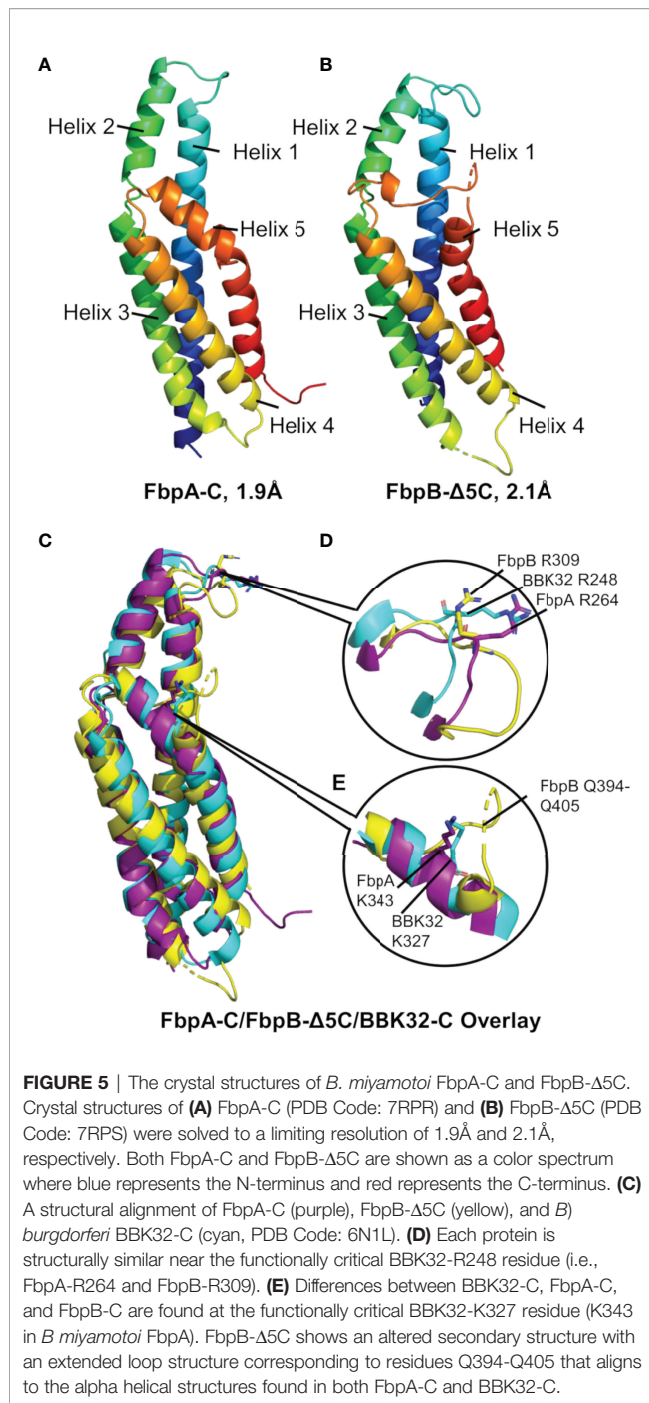 A
B
Helix 2
Helix 1
Helix 5
Helix 3
Helix 4
FbpA-C, 1.9Å
Helix 2
Helix 1
Helix 5
Helix 3
Helix 4
FbpB-Δ5C, 2.1Å
C
D
FbpB R309
BBK32 R248
FbpA R264
E
FbpB Q394-
Q405
FbpA
K343
BBK32
K327
FbpA-C/FbpB-Δ5C/BBK32-C Overlay
FIGURE 5 | The crystal structures of B. miyamotoi FbpA-C and FbpB-Δ5C.
Crystal structures of (A) FbpA-C (PDB Code: 7RPR) and (B) FbpB-Δ5C (PDB
Code: 7RPS) were solved to a limiting resolution of 1.9Å and 2.1Å,
respectively. Both FbpA-C and FbpB-Δ5C are shown as a color spectrum
where blue represents the N-terminus and red represents the C-terminus. (C)
A structural alignment of FbpA-C (purple), FbpB-Δ5C (yellow), and B)
burgdorferi BBK32-C (cyan, PDB Code: 6N1L). (D) Each protein is
structurally similar near the functionally critical BBK32-R248 residue (i.e.,
FbpA-R264 and FbpB-R309). (E) Differences between BBK32-C, FbpA-C,
and FbpB-C are found at the functionally critical BBK32-K327 residue (K343
in B miyamotoi FbpA). FbpB-Δ5C shows an altered secondary structure with
an extended loop structure corresponding to residues Q394-Q405 that aligns
to the alpha helical structures found in both FbpA-C and BBK32-C.